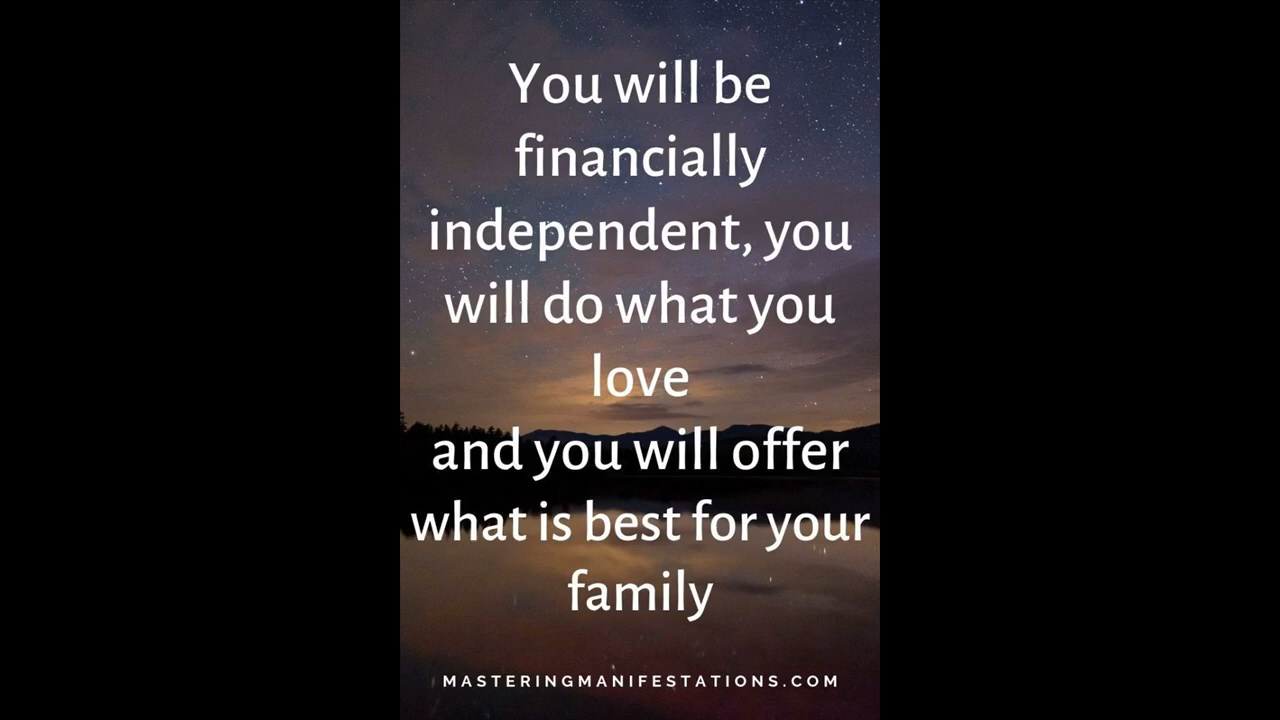 You will be
financially
independent, you
will do what you
love
and you will offer
what is best for your
family
MASTERINGMANIFESTATIONS.COM